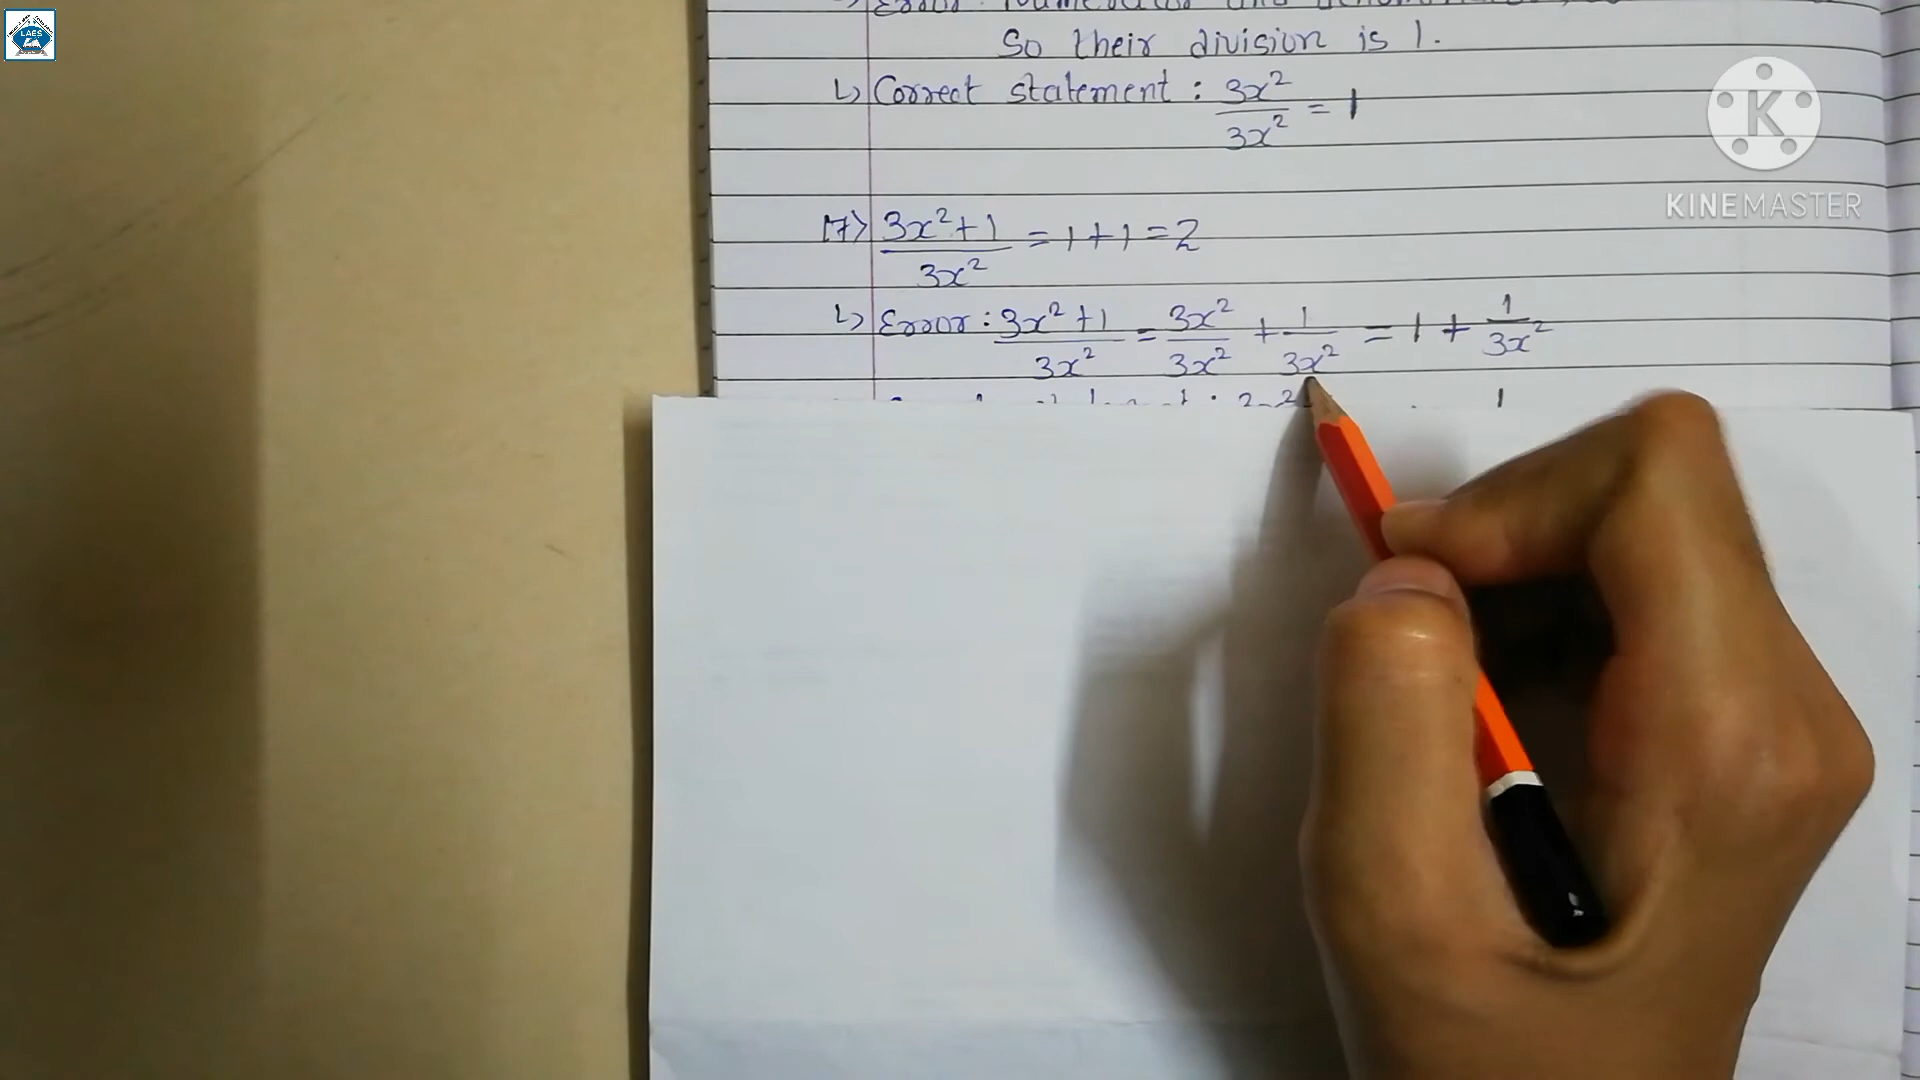 LAES
So their division is 1.
↳ Correct statement : 3x²/3x² = 1
K
KINEMASTER
17> (3x²+1)/3x² = 1+1 = 2
↳ Error : (3x²+1)/3x² = 3x²/3x² + 1/3x² = 1 + 1/3x²